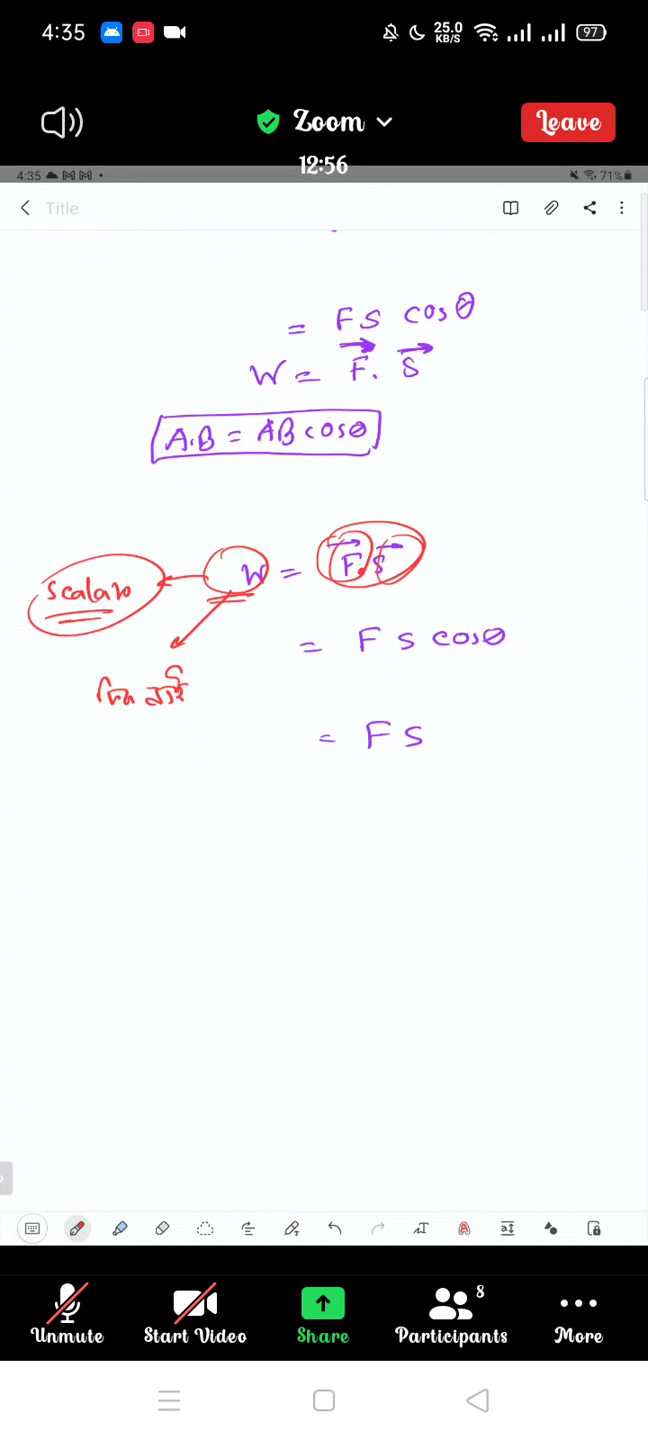 4:35 25.0 KB/S 97
Zoom Leave
12:56
4:35 71%
Title
= FS cosθ
W = F⃗. S⃗
A.B = AB cosθ
scalar W = F⃗.S⃗
= F S cosθ
দিক নাই
= F S
Unmute Start Video Share Participants 8 More